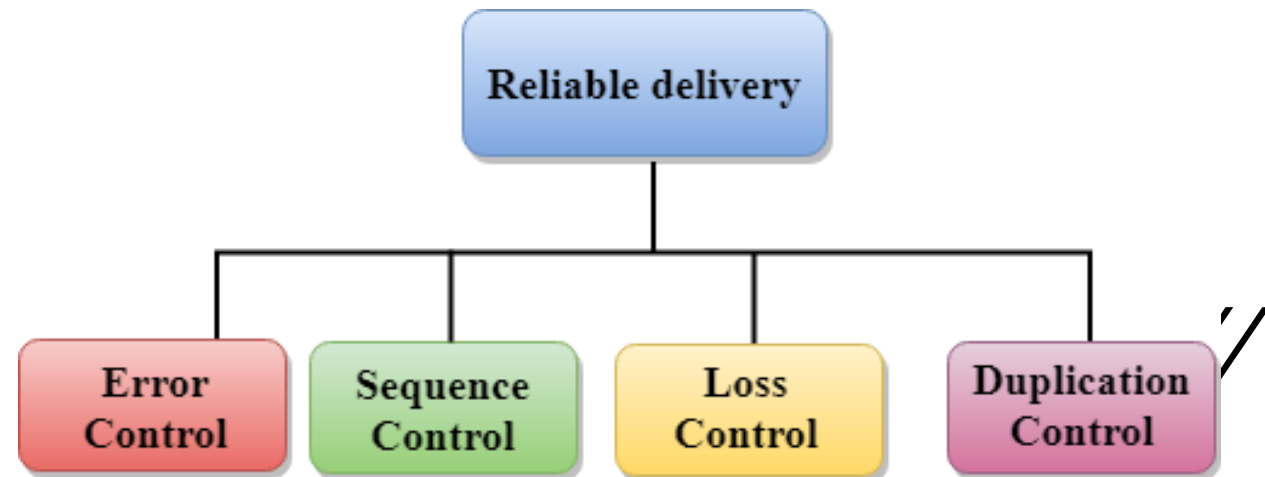 Reliable delivery
Error
Control
Sequence
Control
Loss
Control
Duplication
Control